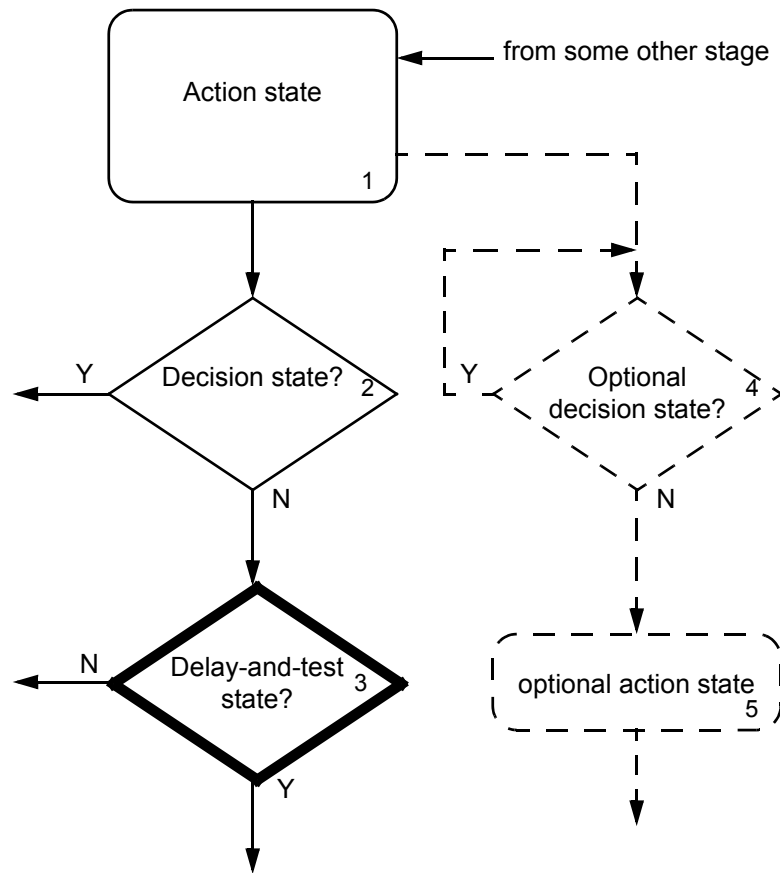 from some other stage
Action state
1
Y
Decision state?
2
N
Y
Optional
decision state?
4
N
N
Delay-and-test
state?
3
Y
optional action state
5